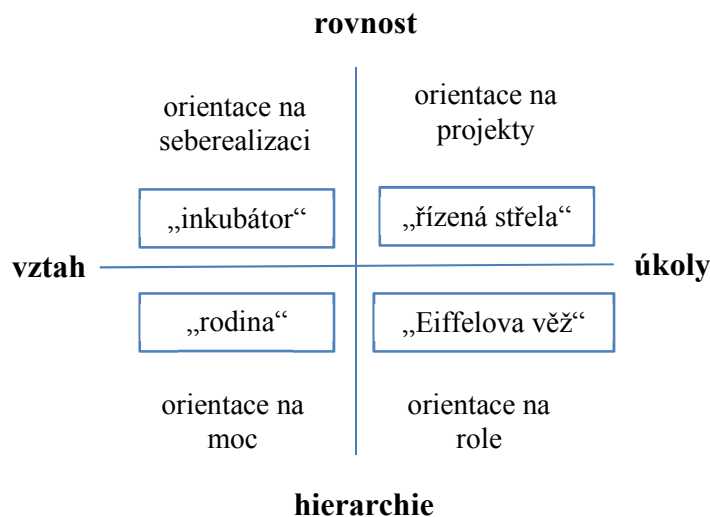 rovnost
orientace na
seberealizaci
orientace na
projekty
„inkubátor“
„řízená střela“
vztah
úkoly
„rodina“
„Eiffelova věž“
orientace na
moc
orientace na
role
hierarchie